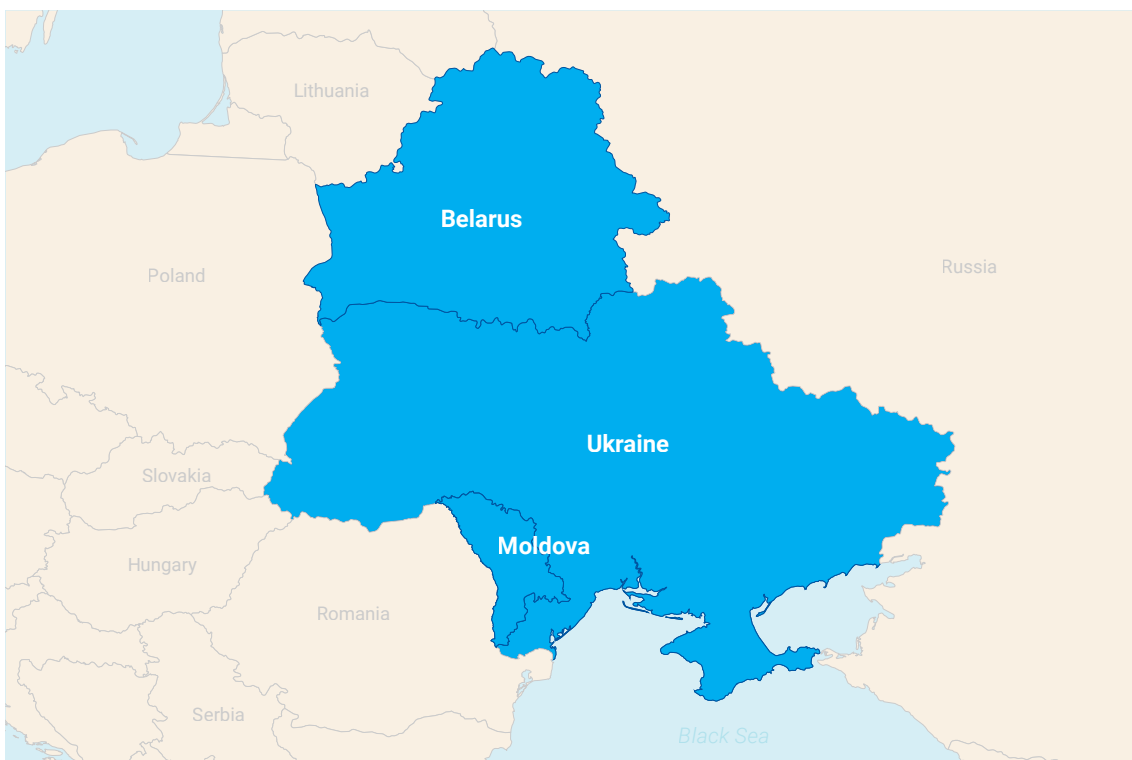 Lithuania
Belarus
Poland
Russia
Ukraine
Slovakia
Moldova
Hungary
Romania
Serbia
Black Sea